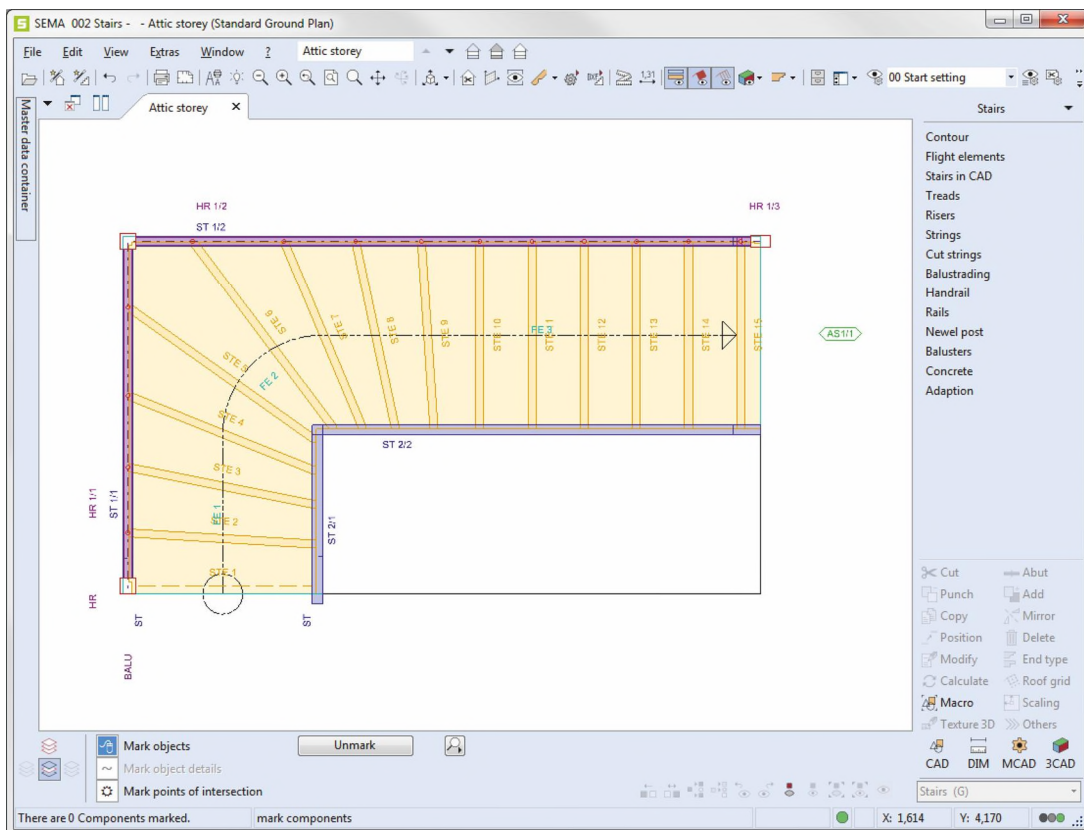 SEMA 002 Stairs - - Attic storey (Standard Ground Plan)
File Edit View Extras Window ? Attic storey
1,31 00 Start setting
Master data container
Attic storey
Stairs
Contour
Flight elements
Stairs in CAD
Treads
Risers
Strings
Cut strings
Balustrading
Handrail
Rails
Newel post
Balusters
Concrete
Adaption
HR 1/2
HR 1/3
ST 1/2
STE 6
STE 7
STE 8
STE 9
STE 10
STE 11
STE 12
STE 13
STE 14
STE 15
FE 3
AS1/1
STE 5
FE 2
STE 4
ST 2/2
STE 3
HR 1/1
ST 1/1
FE 1
STE 2
ST 2/1
STE 1
HR
ST
ST
BALU
Cut Abut
Punch Add
Copy Mirror
Position Delete
Modify End type
Calculate Roof grid
Macro Scaling
Texture 3D Others
CAD DIM MCAD 3CAD
Stairs (G)
Mark objects Unmark
Mark object details
Mark points of intersection
There are 0 Components marked. mark components X: 1,614 Y: 4,170